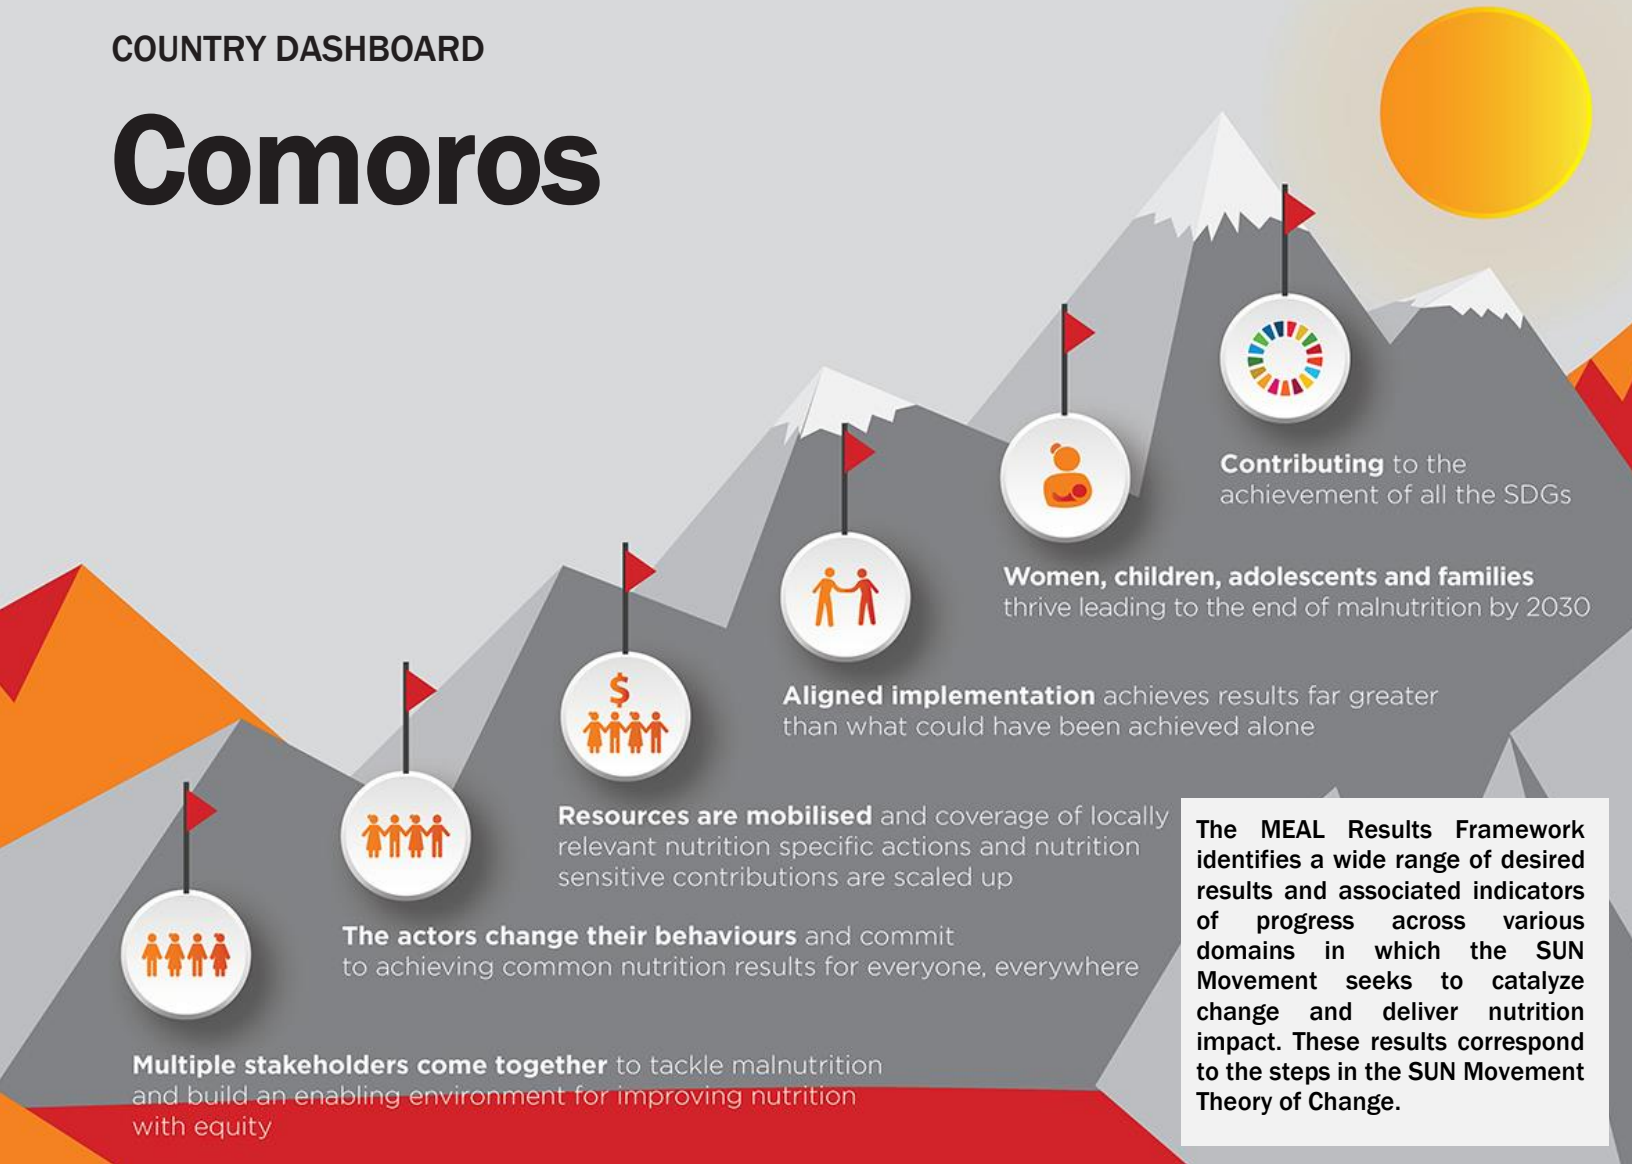 COUNTRY DASHBOARD
Comoros
Contributing to the
achievement of all the SDGs
Women, children, adolescents and families
thrive leading to the end of malnutrition by 2030
Aligned implementation achieves results far greater
than what could have been achieved alone
$
Resources are mobilised and coverage of locally
relevant nutrition specific actions and nutrition
sensitive contributions are scaled up
The actors change their behaviours and commit
to achieving common nutrition results for everyone, everywhere
Multiple stakeholders come together to tackle malnutrition
and build an enabling environment for improving nutrition
with equity
The MEAL Results Framework
identifies a wide range of desired
results and associated indicators
of progress across various
domains in which the SUN
Movement seeks to catalyze
change and deliver nutrition
impact. These results correspond
to the steps in the SUN Movement
Theory of Change.